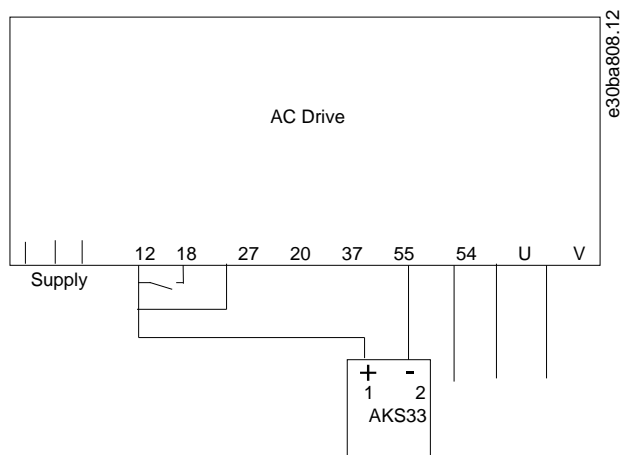 e30ba808.12
AC Drive
12 18 27 20 37 55 54 U V
Supply
+ -
1 2
AKS33